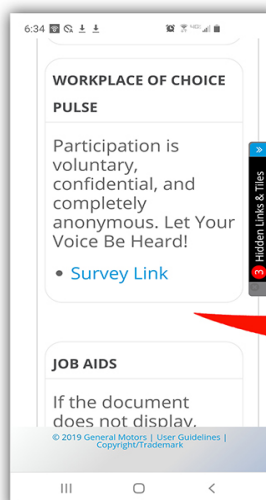 6:34
WORKPLACE OF CHOICE
PULSE
Participation is
voluntary,
confidential, and
completely
anonymous. Let Your
Voice Be Heard!
• Survey Link
» Hidden Links & Tiles 3
JOB AIDS
If the document
does not display,
© 2019 General Motors | User Guidelines |
Copyright/Trademark